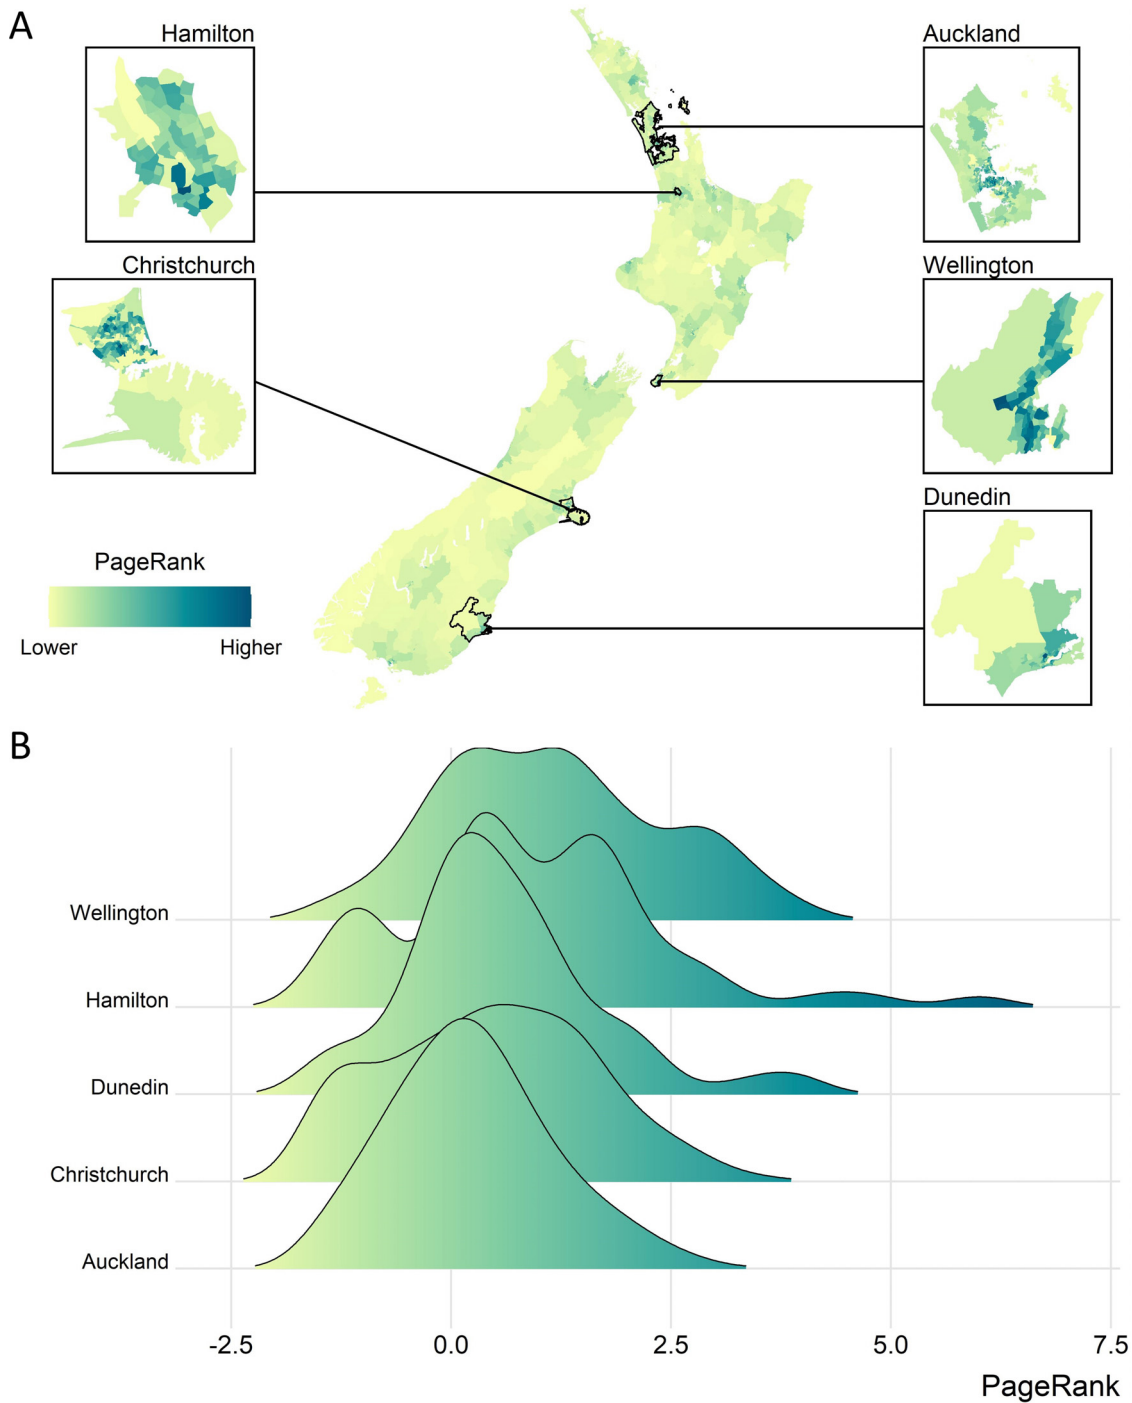 A
Hamilton
Auckland
Christchurch
Wellington
Dunedin
PageRank
Lower
Higher
B
Wellington
Hamilton
Dunedin
Christchurch
Auckland
-2.5
0.0
2.5
5.0
7.5
PageRank